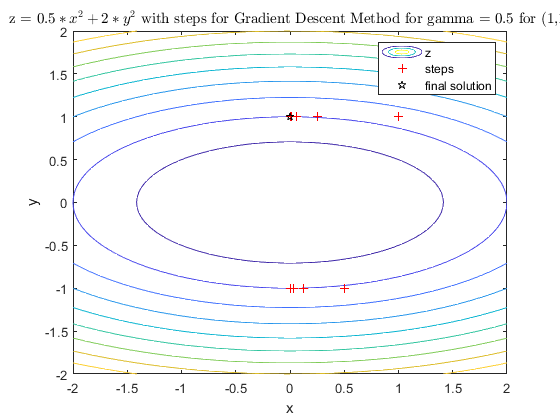 z = 0.5 * x² + 2 * y² with steps for Gradient Descent Method for gamma = 0.5 for (1,
z
steps
final solution
2
1.5
1
0.5
0
-0.5
-1
-1.5
-2
y
-2 -1.5 -1 -0.5 0 0.5 1 1.5 2
x